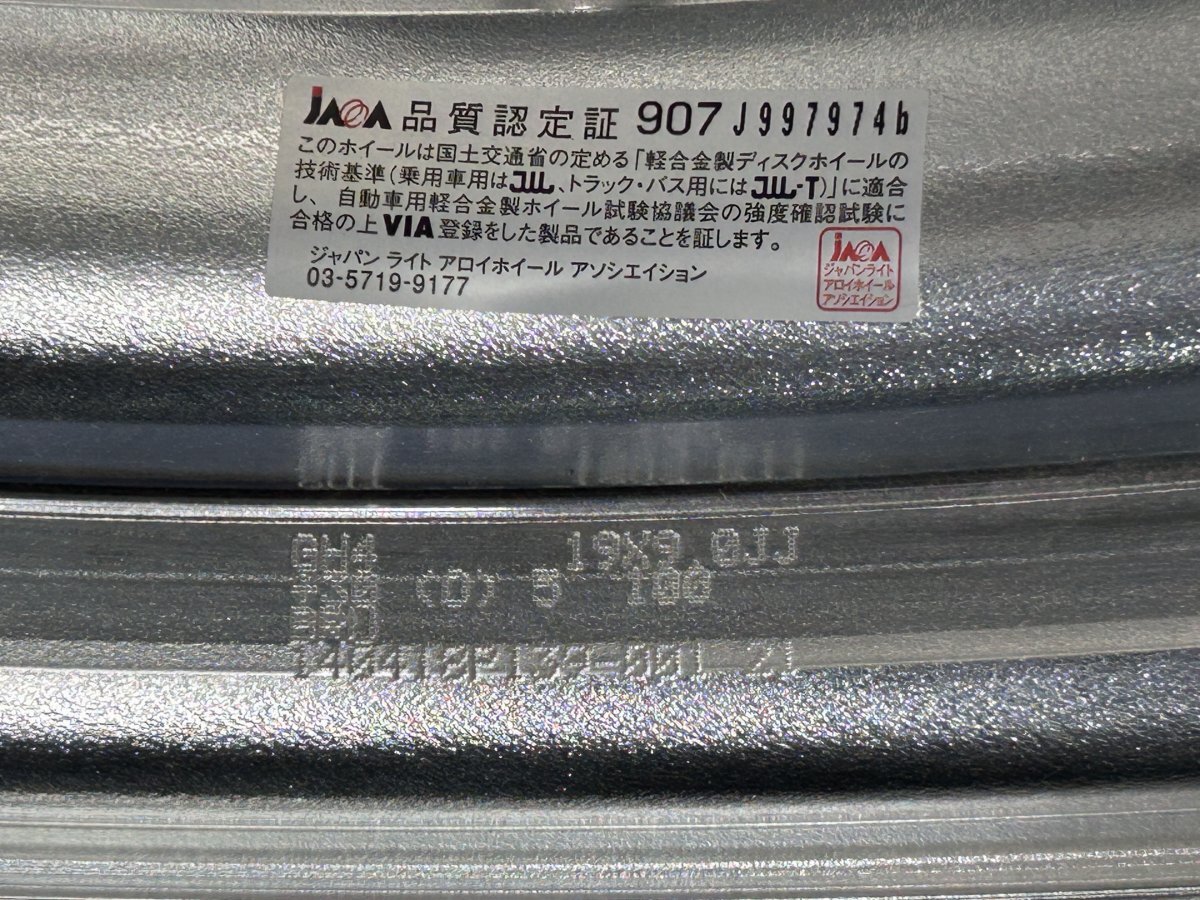 JAWA 品質認定証 907 J997974b
このホイールは国土交通省の定める「軽合金製ディスクホイールの
技術基準(乗用車用はJWL、トラック・バス用にはJWL-T)」に適合
し、自動車用軽合金製ホイール試験協議会の強度確認試験に
合格の上VIA登録をした製品であることを証します。
ジャパン ライト アロイホイール アソシエイション
03-5719-9177
JAWA
ジャパンライト
アロイホイール
アソシエイション
19X9.0JJ
(O) 5 100